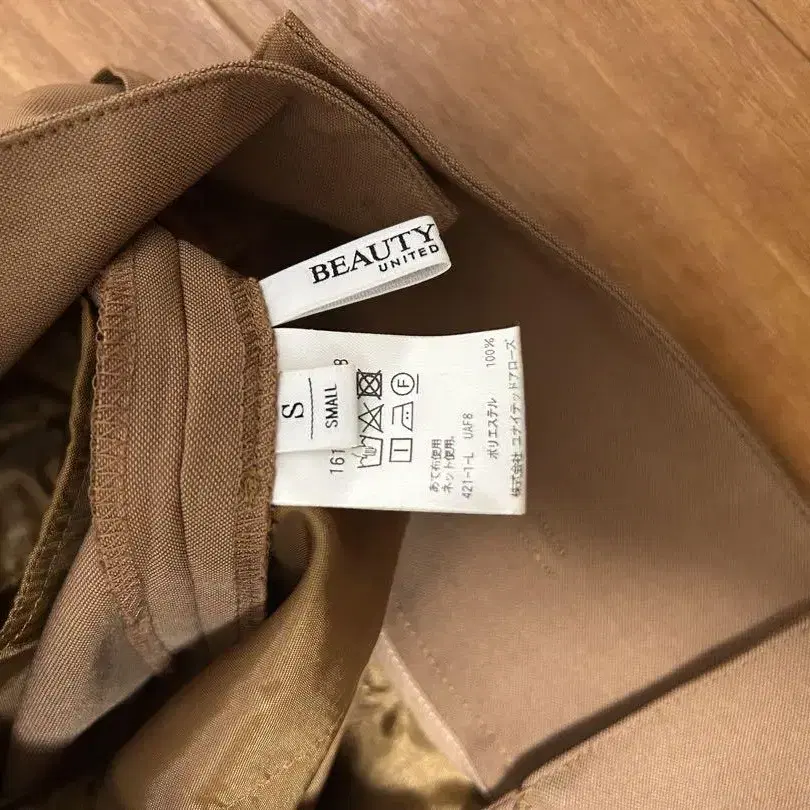 BEAUTY
UNITED
S
SMALL
161
8
F
あて布使用。
ネット使用。
421-1-L UAF8
ポリエステル 100%
株式会社 ユナイテッドアローズ